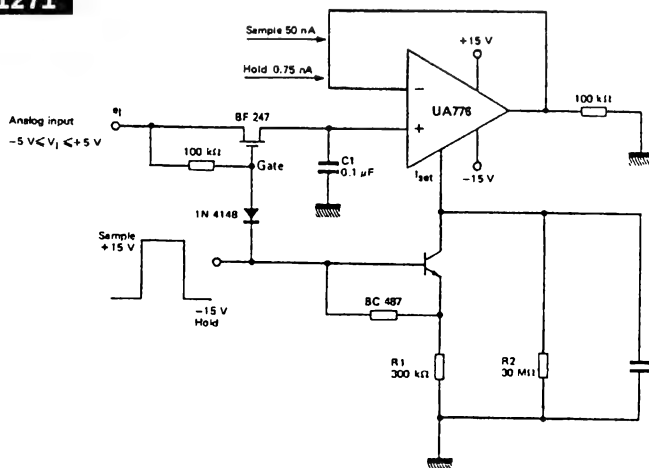 1271
Sample 50 nA
Hold 0.75 nA
+15 V
−
+
UA776
100 kΩ
−15 V
Iset
Analog input
−5 V ⩽ VI ⩽ +5 V
eI
BF 247
100 kΩ
Gate
C1
0.1 µF
1N 4148
Sample
+15 V
−15 V
Hold
BC 487
R1
300 kΩ
R2
30 MΩ